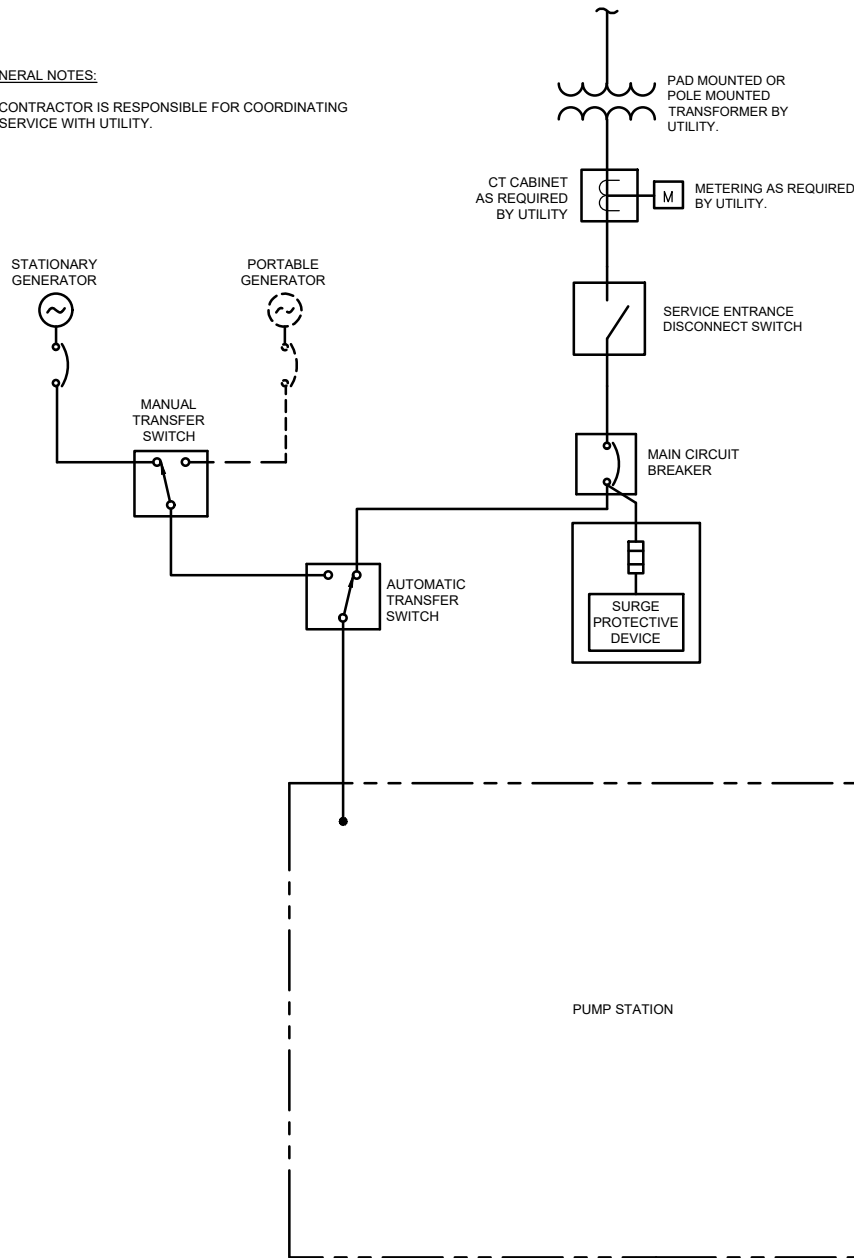 NERAL NOTES:
CONTRACTOR IS RESPONSIBLE FOR COORDINATING
SERVICE WITH UTILITY.
PAD MOUNTED OR
POLE MOUNTED
TRANSFORMER BY
UTILITY.
CT CABINET
AS REQUIRED
BY UTILITY
M
METERING AS REQUIRED
BY UTILITY.
STATIONARY
GENERATOR
PORTABLE
GENERATOR
SERVICE ENTRANCE
DISCONNECT SWITCH
MANUAL
TRANSFER
SWITCH
MAIN CIRCUIT
BREAKER
AUTOMATIC
TRANSFER
SWITCH
SURGE
PROTECTIVE
DEVICE
PUMP STATION